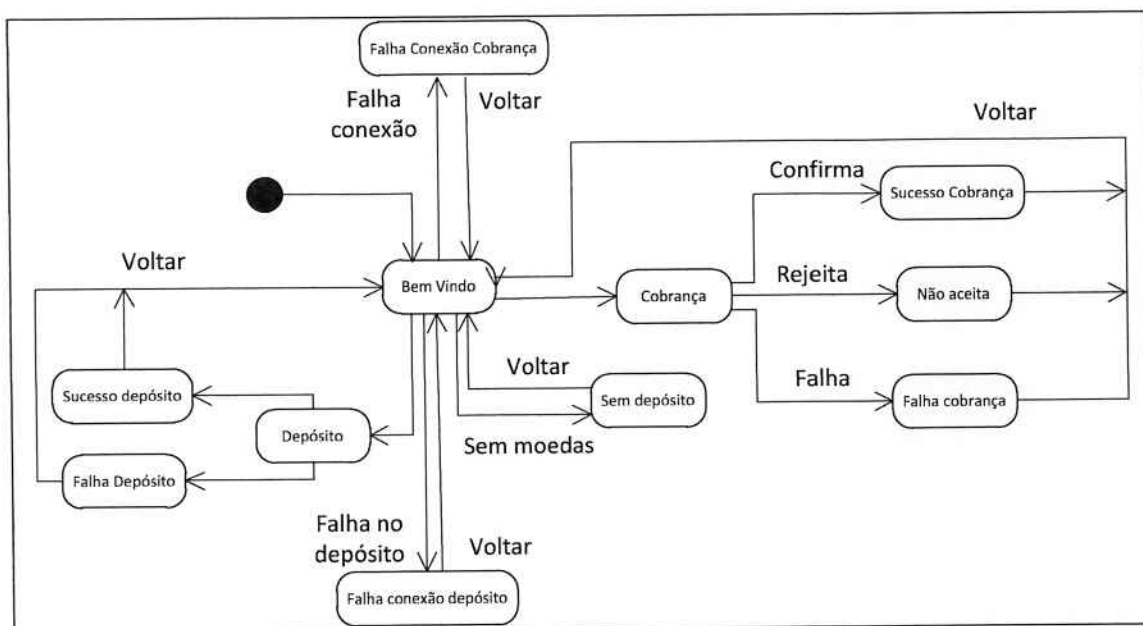 Falha Conexão Cobrança
Falha
conexão
Voltar
Voltar
Confirma
Sucesso Cobrança
Voltar
Bem Vindo
Cobrança
Rejeita
Não aceita
Voltar
Sucesso depósito
Sem depósito
Falha
Falha cobrança
Depósito
Sem moedas
Falha Depósito
Falha no
depósito
Voltar
Falha conexão depósito